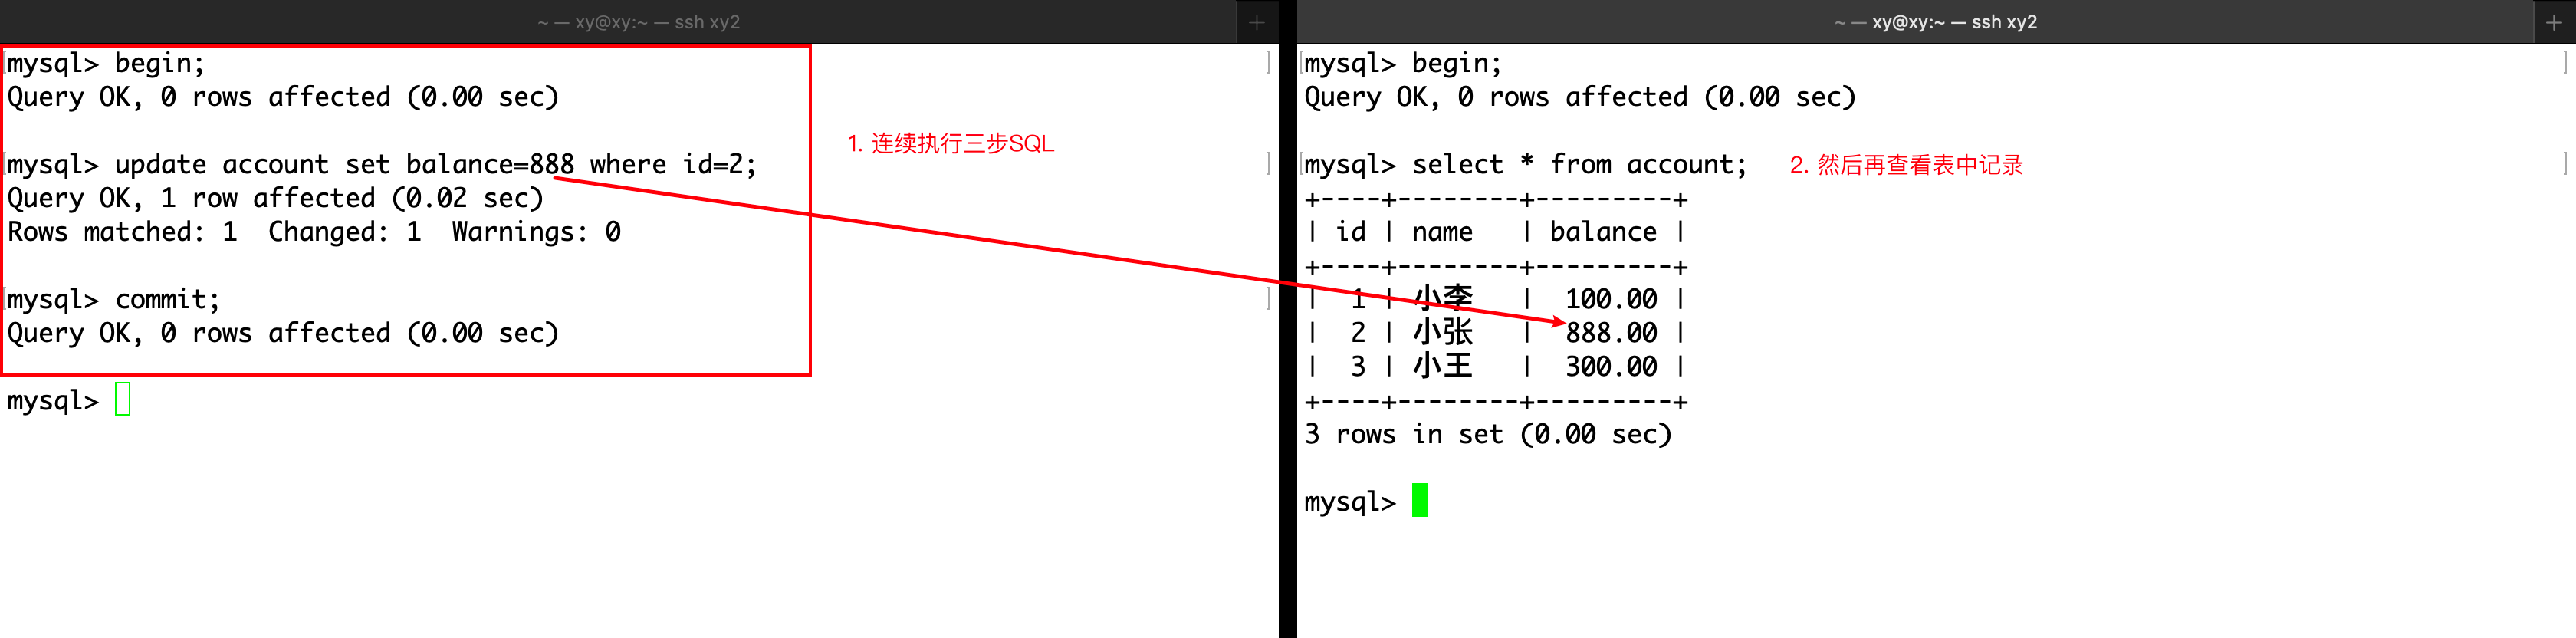 ~ — xy@xy:~ — ssh xy2
mysql> begin;
Query OK, 0 rows affected (0.00 sec)
mysql> update account set balance=888 where id=2;
Query OK, 1 row affected (0.02 sec)
Rows matched: 1  Changed: 1  Warnings: 0
mysql> commit;
Query OK, 0 rows affected (0.00 sec)
mysql>
1. 连续执行三步SQL
~ — xy@xy:~ — ssh xy2
mysql> begin;
Query OK, 0 rows affected (0.00 sec)
mysql> select * from account;
2. 然后再查看表中记录
+----+--------+---------+
| id | name   | balance |
+----+--------+---------+
|  1 | 小李   |  100.00 |
|  2 | 小张   |  888.00 |
|  3 | 小王   |  300.00 |
+----+--------+---------+
3 rows in set (0.00 sec)
mysql>